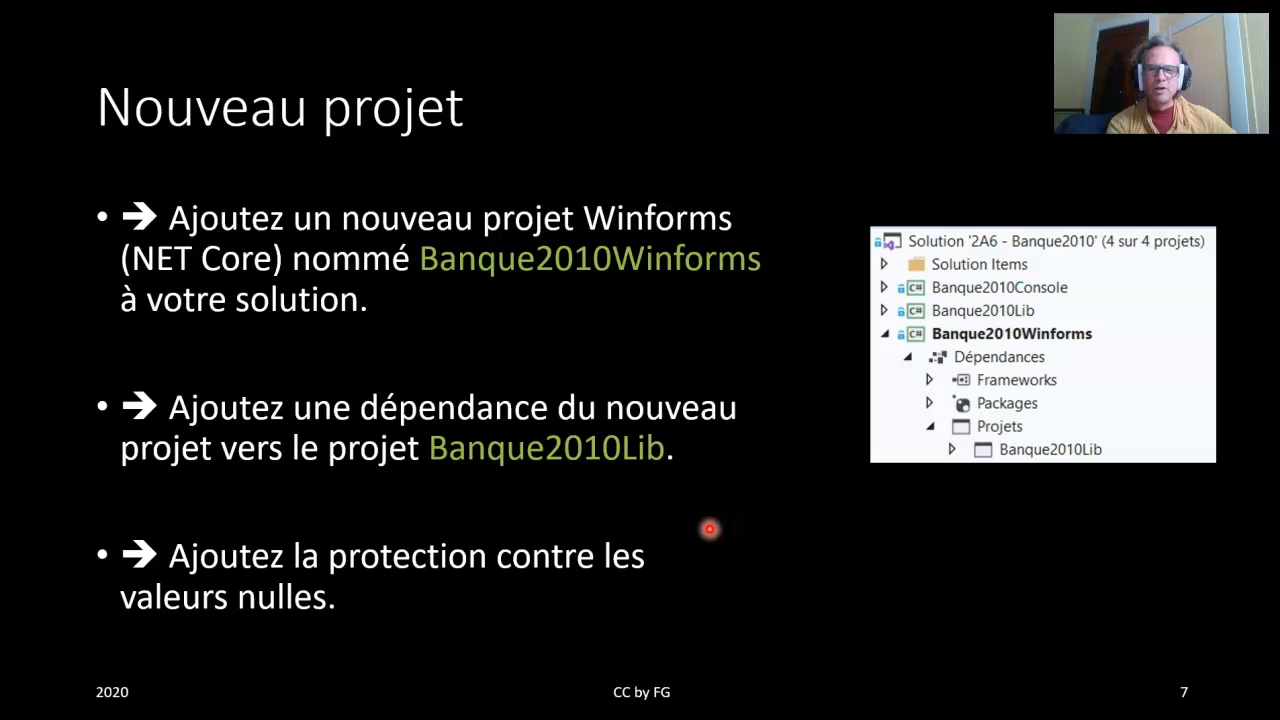 Nouveau projet
• ➔ Ajoutez un nouveau projet Winforms
(NET Core) nommé Banque2010Winforms
à votre solution.
• ➔ Ajoutez une dépendance du nouveau
projet vers le projet Banque2010Lib.
• ➔ Ajoutez la protection contre les
valeurs nulles.
Solution '2A6 - Banque2010' (4 sur 4 projets)
Solution Items
C# Banque2010Console
C# Banque2010Lib
C# Banque2010Winforms
Dépendances
Frameworks
Packages
Projets
Banque2010Lib
2020
CC by FG
7